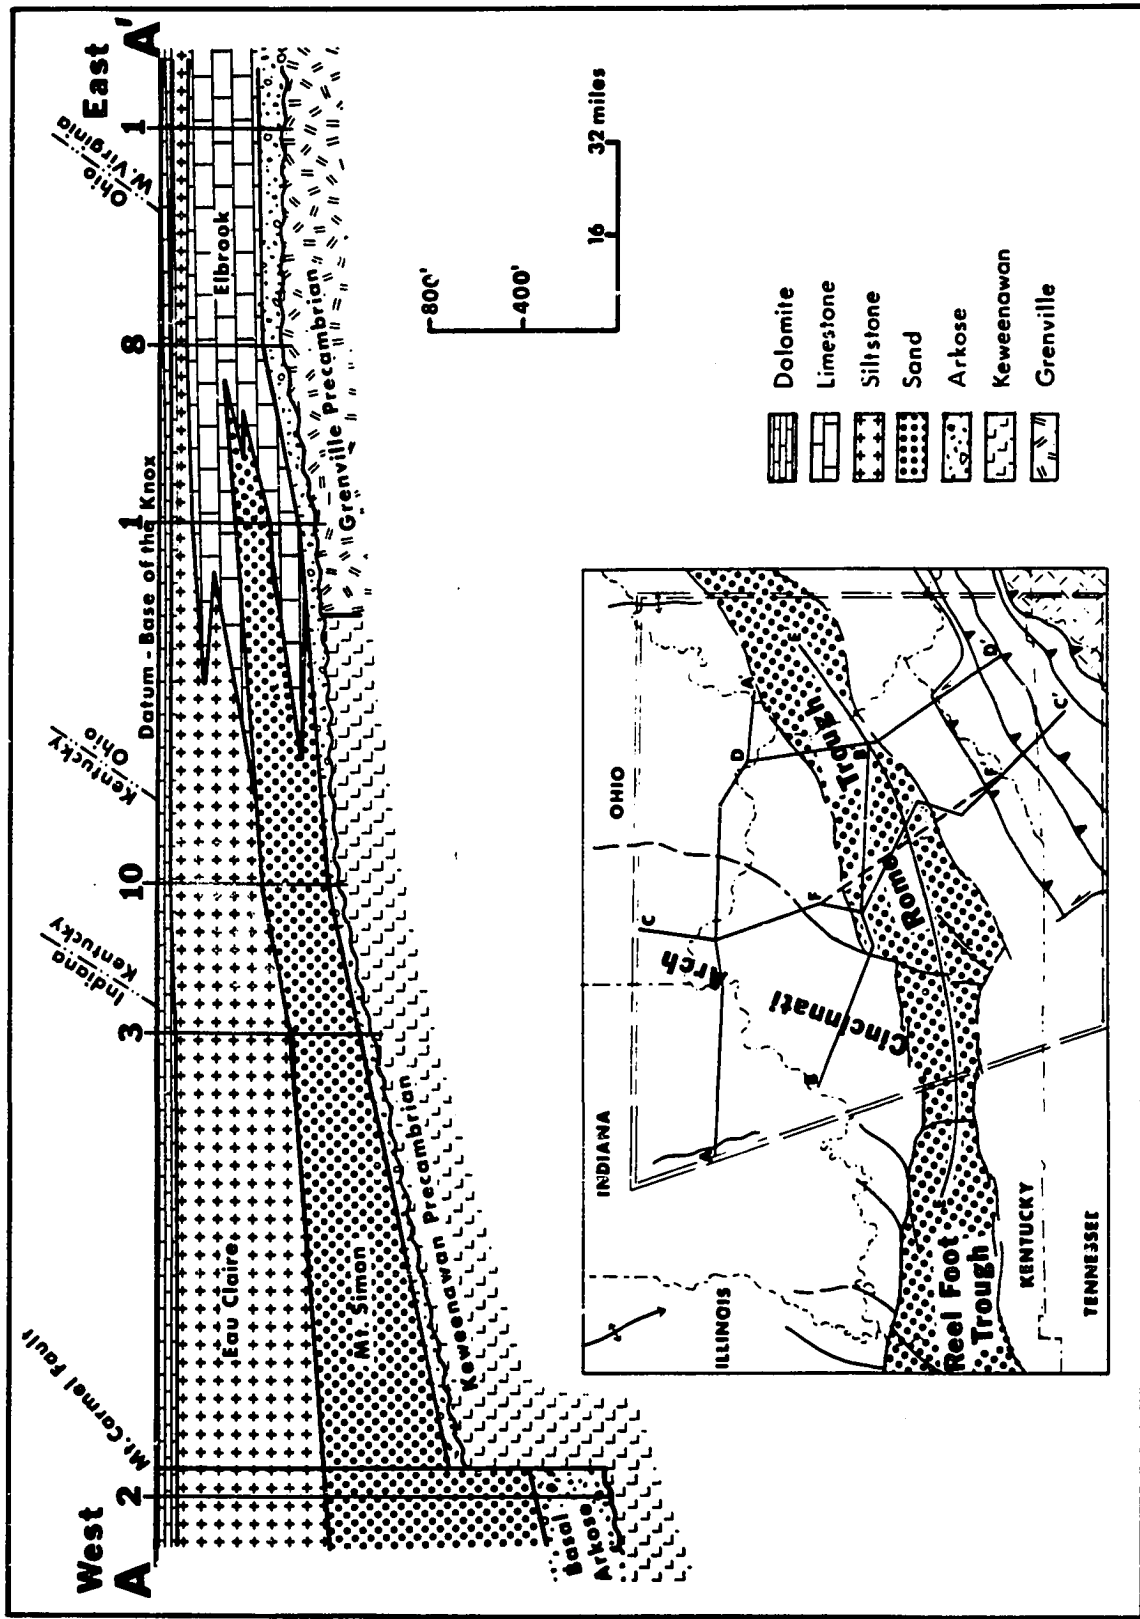 West
East
A
A'
Mt. Carmel Fault
Indiana
Kentucky
Kentucky
Ohio
Ohio
W. Virginia
2
3
10
1
8
1
Datum - Base of the Knox
Eau Claire
Elbrook
Mt. Simon
Basal
Arkose
Keweenawan Precambrian
Grenville Precambrian
800'
400'
16
32 miles
Dolomite
Limestone
Siltstone
Sand
Arkose
Keweenawan
Grenville
INDIANA
OHIO
ILLINOIS
KENTUCKY
TENNESSEE
Cincinnati
Arch
Rome
Trough
Reel Foot
Trough
A
A
B
B
C
C'
D
D'
E
E
F
F